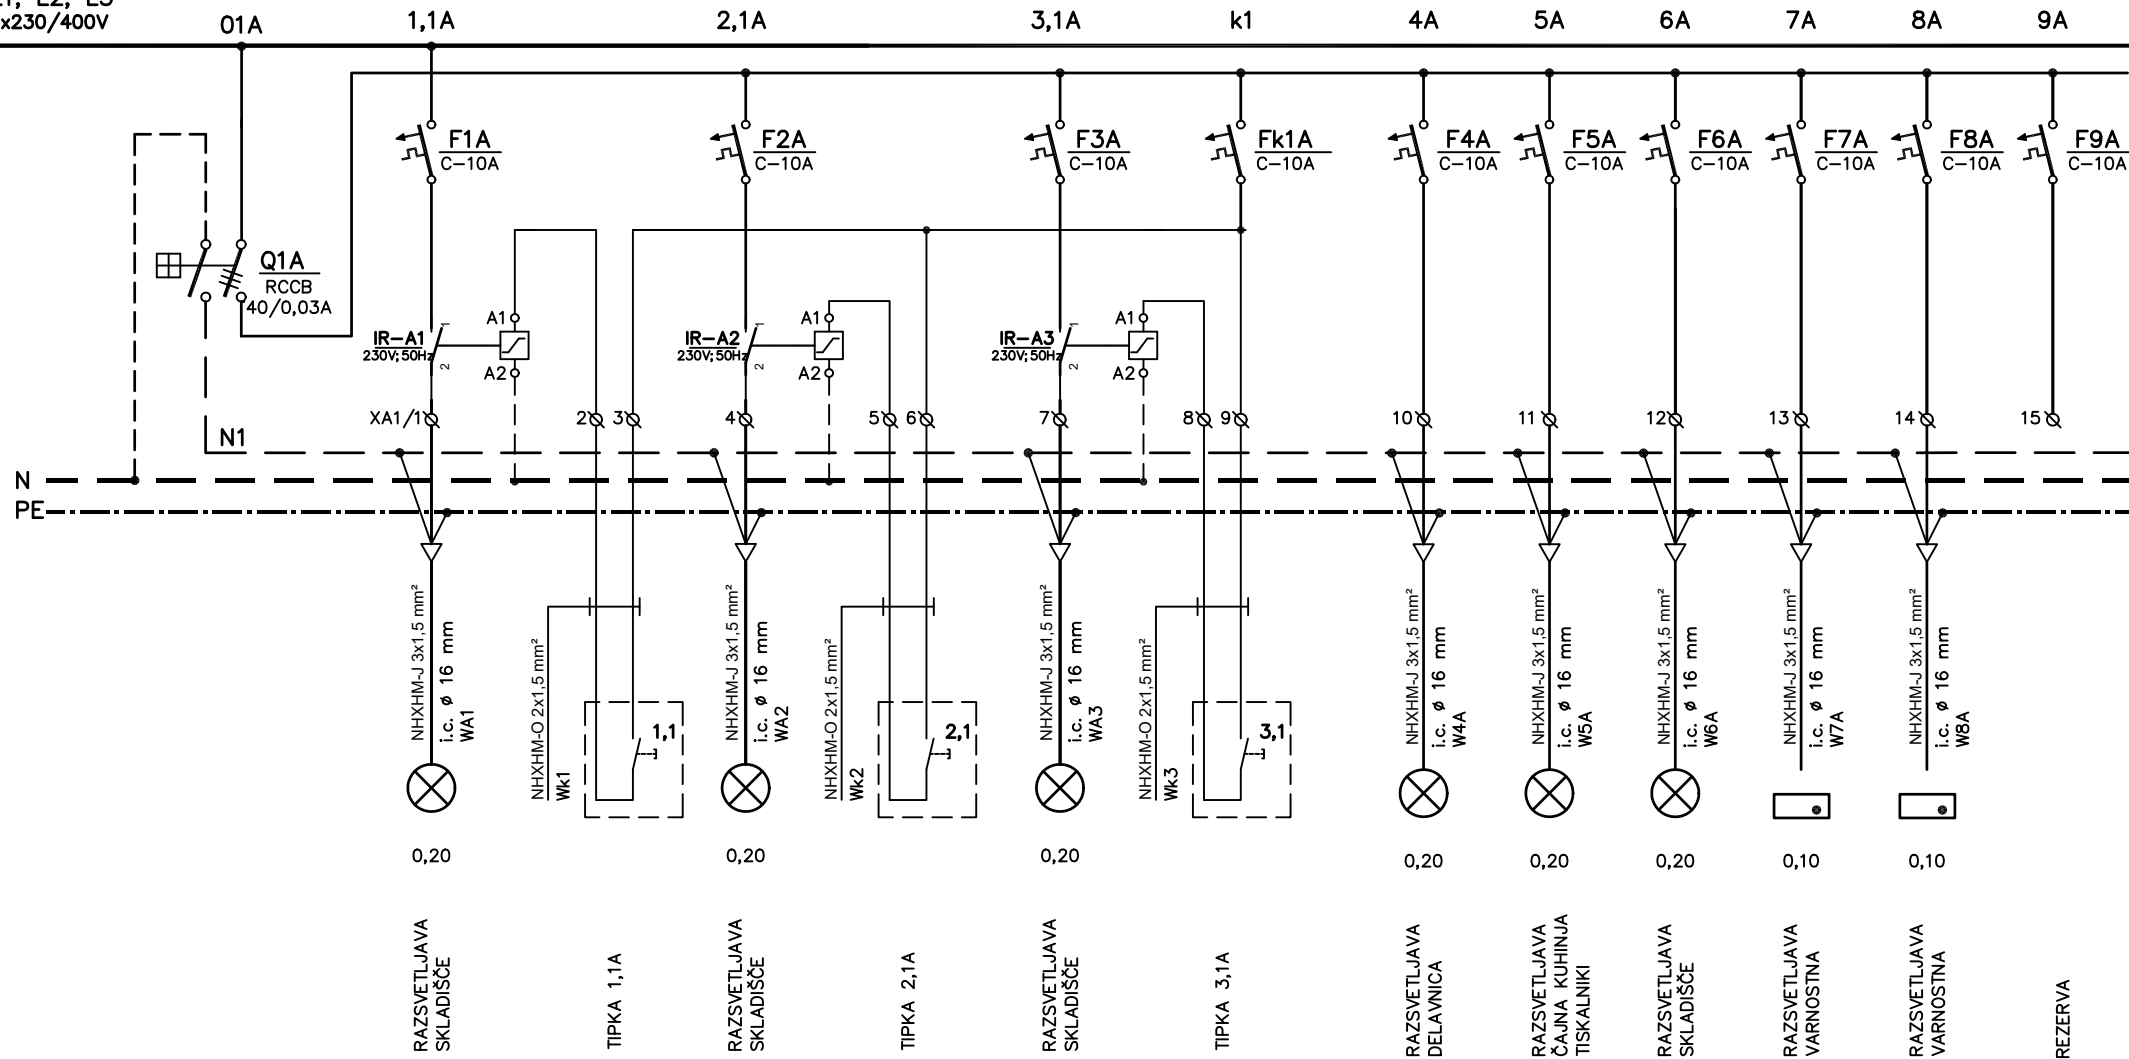 x230/400V
01A
1,1A
2,1A
3,1A
k1
4A
5A
6A
7A
8A
9A
F1A
C-10A
F2A
C-10A
F3A
C-10A
Fk1A
C-10A
F4A
C-10A
F5A
C-10A
F6A
C-10A
F7A
C-10A
F8A
C-10A
F9A
C-10A
Q1A
RCCB
40/0,03A
IR-A1
230V;50Hz
1
2
A1
A2
IR-A2
230V;50Hz
1
2
A1
A2
IR-A3
230V;50Hz
1
2
A1
A2
XA1/1
2
3
4
5
6
7
8
9
10
11
12
13
14
15
N1
N
PE
NHXHM-J 3x1,5 mm²
i.c. ø 16 mm
WA1
NHXHM-O 2x1,5 mm²
Wk1
1,1
NHXHM-J 3x1,5 mm²
i.c. ø 16 mm
WA2
NHXHM-O 2x1,5 mm²
Wk2
2,1
NHXHM-J 3x1,5 mm²
i.c. ø 16 mm
WA3
NHXHM-O 2x1,5 mm²
Wk3
3,1
NHXHM-J 3x1,5 mm²
i.c. ø 16 mm
W4A
NHXHM-J 3x1,5 mm²
i.c. ø 16 mm
W5A
NHXHM-J 3x1,5 mm²
i.c. ø 16 mm
W6A
NHXHM-J 3x1,5 mm²
i.c. ø 16 mm
W7A
NHXHM-J 3x1,5 mm²
i.c. ø 16 mm
W8A
0,20
0,20
0,20
0,20
0,20
0,20
0,10
0,10
RAZSVETLJAVA
SKLADIŠČE
TIPKA 1,1A
RAZSVETLJAVA
SKLADIŠČE
TIPKA 2,1A
RAZSVETLJAVA
SKLADIŠČE
TIPKA 3,1A
RAZSVETLJAVA
DELAVNICA
RAZSVETLJAVA
ČAJNA KUHINJA
TISKALNIKI
RAZSVETLJAVA
SKLADIŠČE
RAZSVETLJAVA
VARNOSTNA
RAZSVETLJAVA
VARNOSTNA
REZERVA